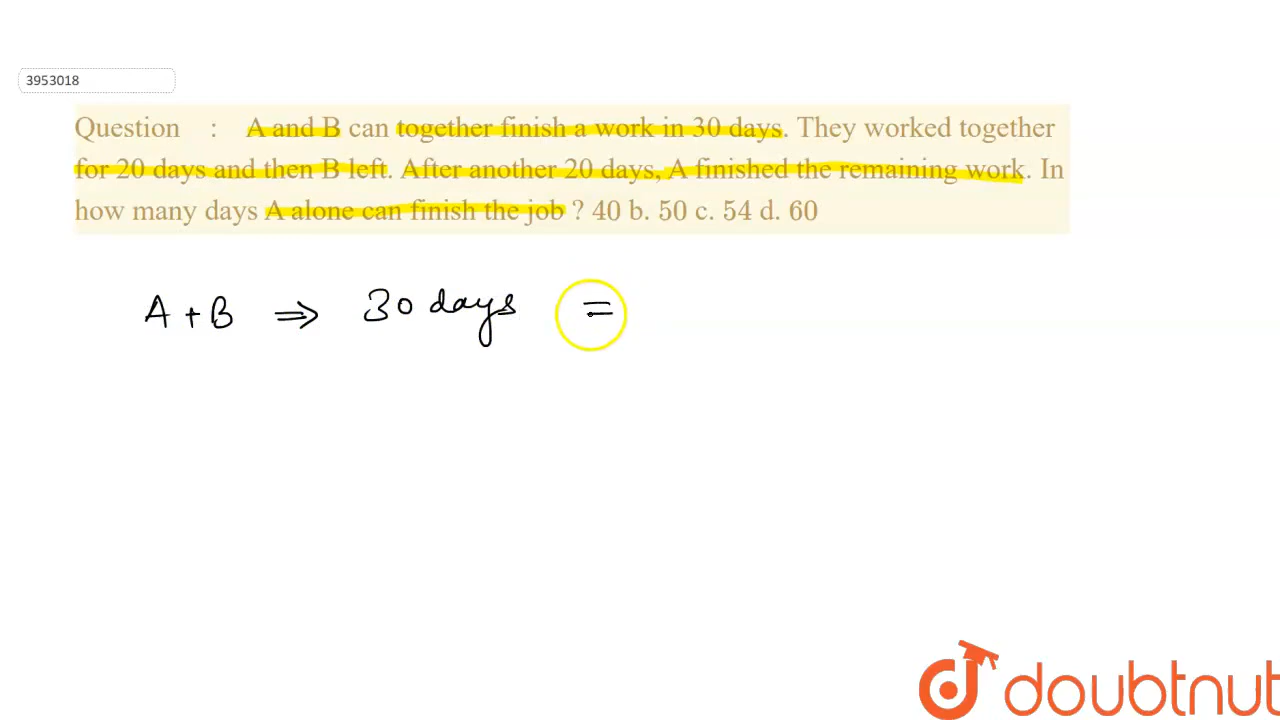 3953018
Question : A and B can together finish a work in 30 days. They worked together
for 20 days and then B left. After another 20 days, A finished the remaining work. In
how many days A alone can finish the job ? 40 b. 50 c. 54 d. 60
A + B ⇒ 30 days =
doubtnut